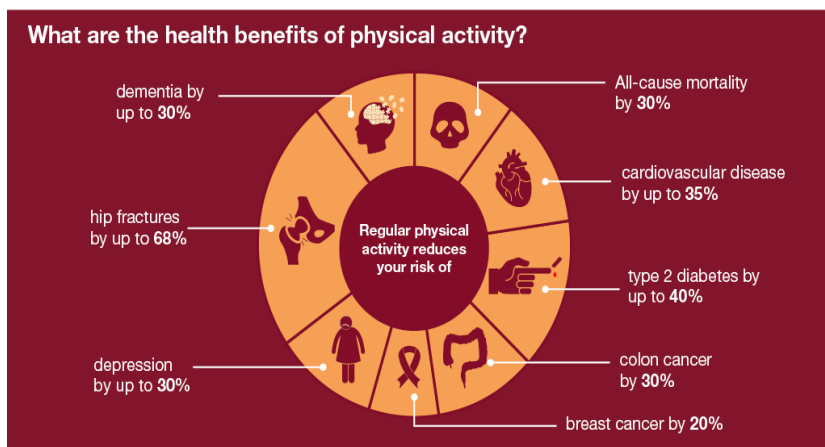 What are the health benefits of physical activity?
dementia by
up to 30%
All-cause mortality
by 30%
cardiovascular disease
by up to 35%
hip fractures
by up to 68%
Regular physical
activity reduces
your risk of
type 2 diabetes by
up to 40%
depression
by up to 30%
colon cancer
by 30%
breast cancer by 20%